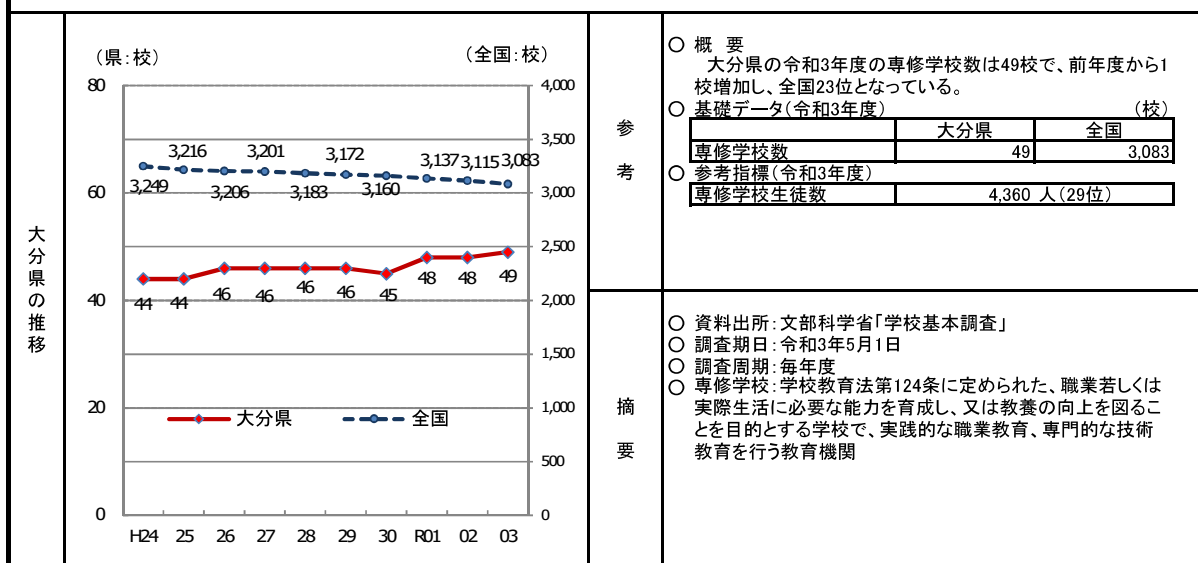 大分県の推移
（県：校）
（全国：校）
80
60
40
20
0
4,000
3,500
3,000
2,500
2,000
1,500
1,000
500
0
3,249
3,216
3,206
3,201
3,183
3,172
3,160
3,137
3,115
3,083
44
44
46
46
46
46
45
48
48
49
大分県
全国
H24 25 26 27 28 29 30 R01 02 03
参考
○ 概 要
大分県の令和3年度の専修学校数は49校で、前年度から1
校増加し、全国23位となっている。
○ 基礎データ（令和3年度） （校）
大分県 全国
専修学校数 49 3,083
○ 参考指標（令和3年度）
専修学校生徒数 4,360 人（29位）
摘要
○ 資料出所：文部科学省「学校基本調査」
○ 調査期日：令和3年5月1日
○ 調査周期：毎年度
○ 専修学校：学校教育法第124条に定められた、職業若しくは
実際生活に必要な能力を育成し、又は教養の向上を図るこ
とを目的とする学校で、実践的な職業教育、専門的な技術
教育を行う教育機関